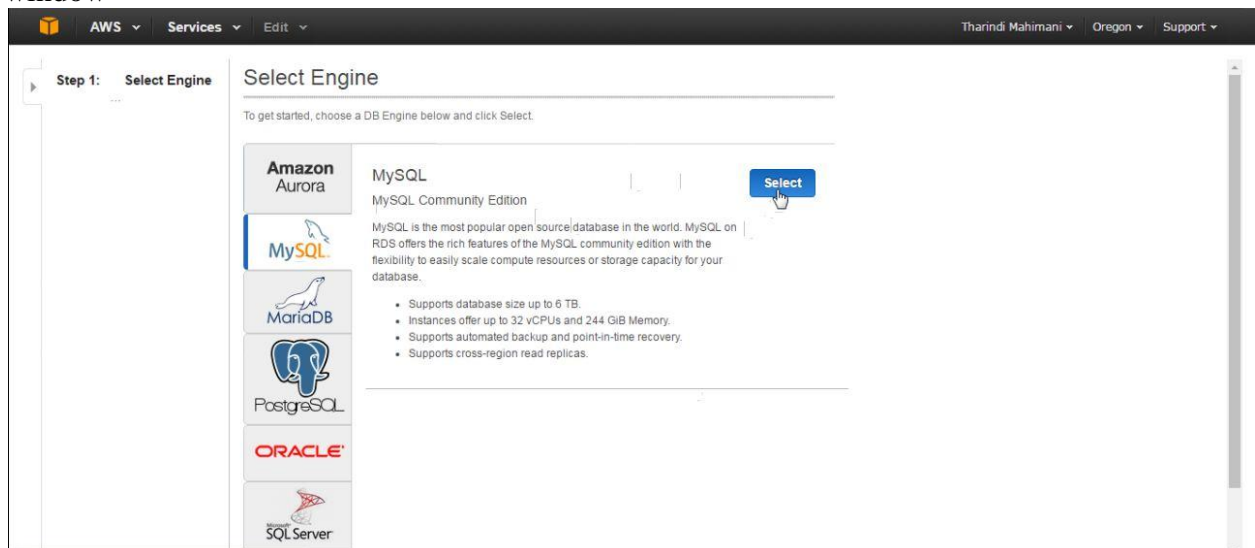 AWS Services Edit Tharindi Mahimani Oregon Support
Step 1: Select Engine
Select Engine
To get started, choose a DB Engine below and click Select.
Amazon
Aurora
MySQL
MariaDB
PostgreSQL
ORACLE
Microsoft
SQL Server
MySQL
Select
MySQL Community Edition
MySQL is the most popular open source database in the world. MySQL on
RDS offers the rich features of the MySQL community edition with the
flexibility to easily scale compute resources or storage capacity for your
database.
• Supports database size up to 6 TB.
• Instances offer up to 32 vCPUs and 244 GiB Memory.
• Supports automated backup and point-in-time recovery.
• Supports cross-region read replicas.